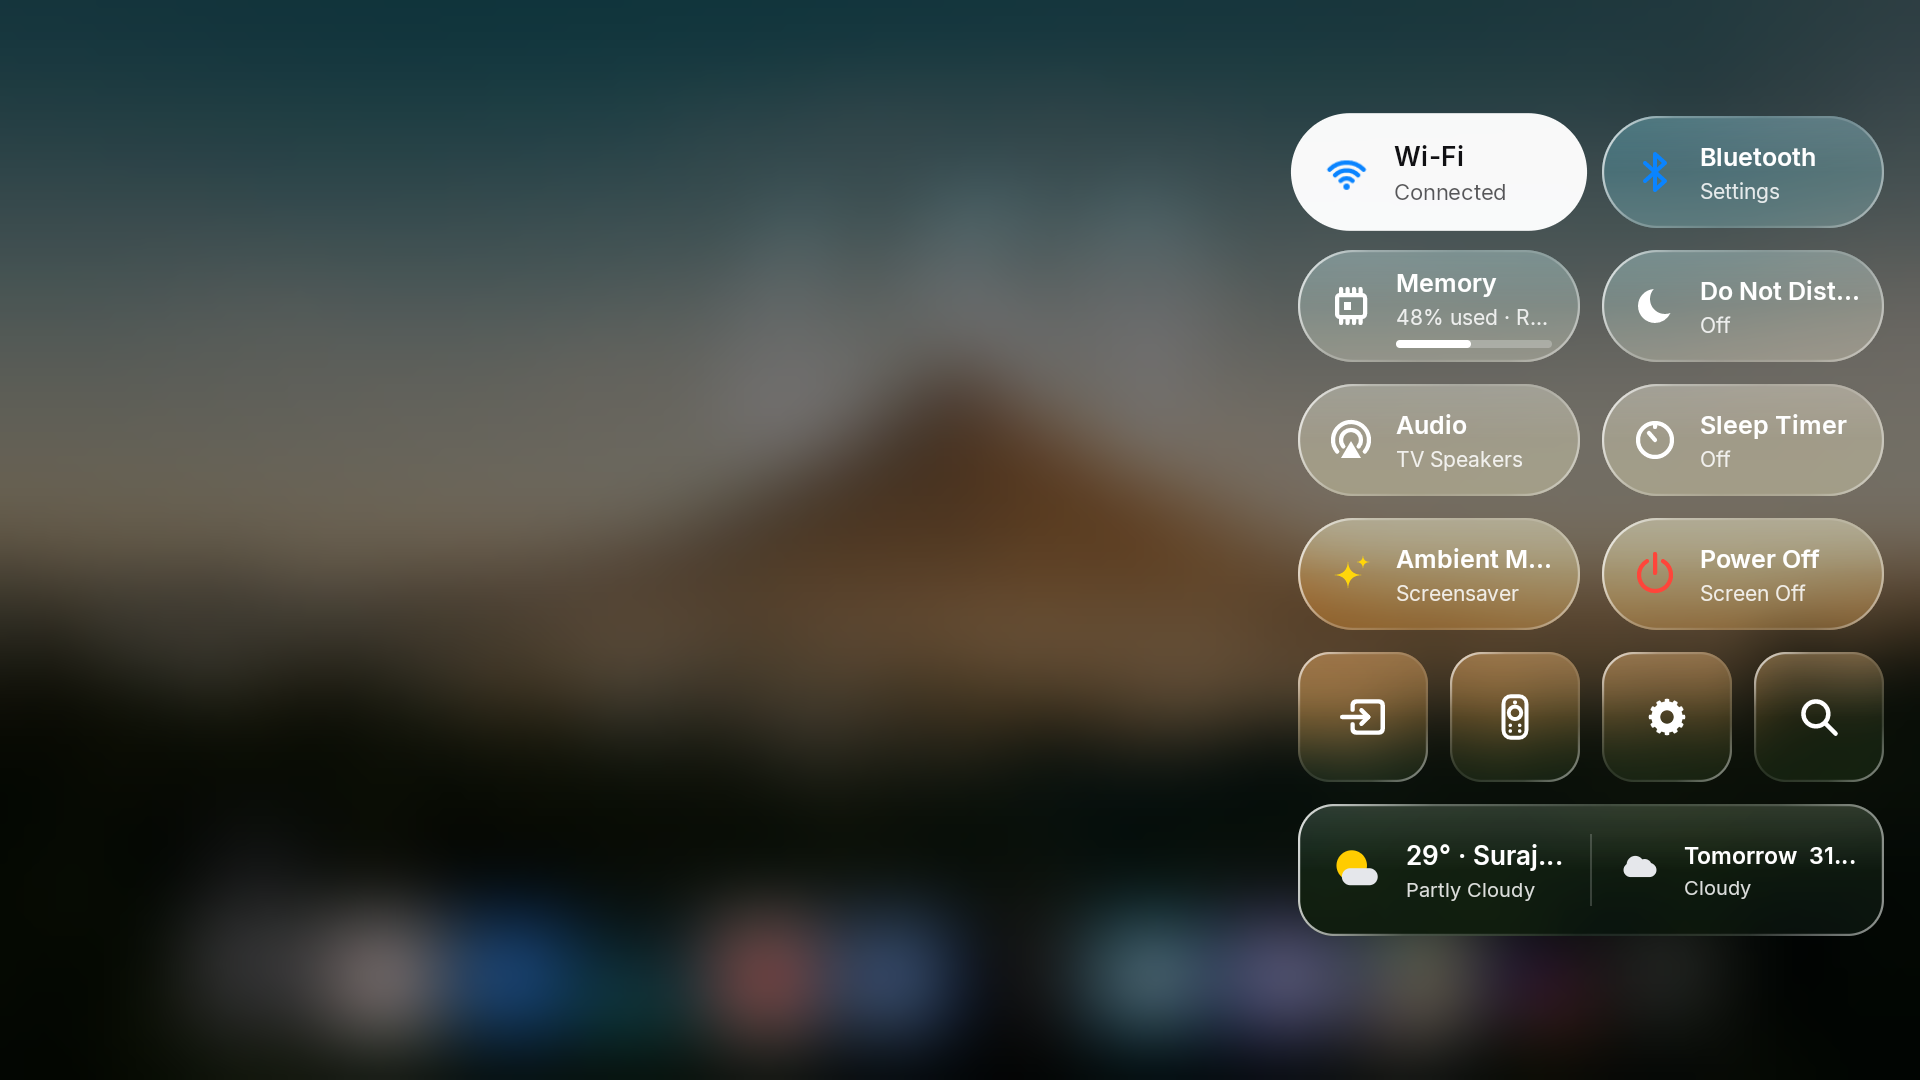 Wi-Fi
Connected
Bluetooth
Settings
Memory
48% used · R...
Do Not Dist...
Off
Audio
TV Speakers
Sleep Timer
Off
Ambient M...
Screensaver
Power Off
Screen Off
29° · Suraj...
Partly Cloudy
Tomorrow 31...
Cloudy